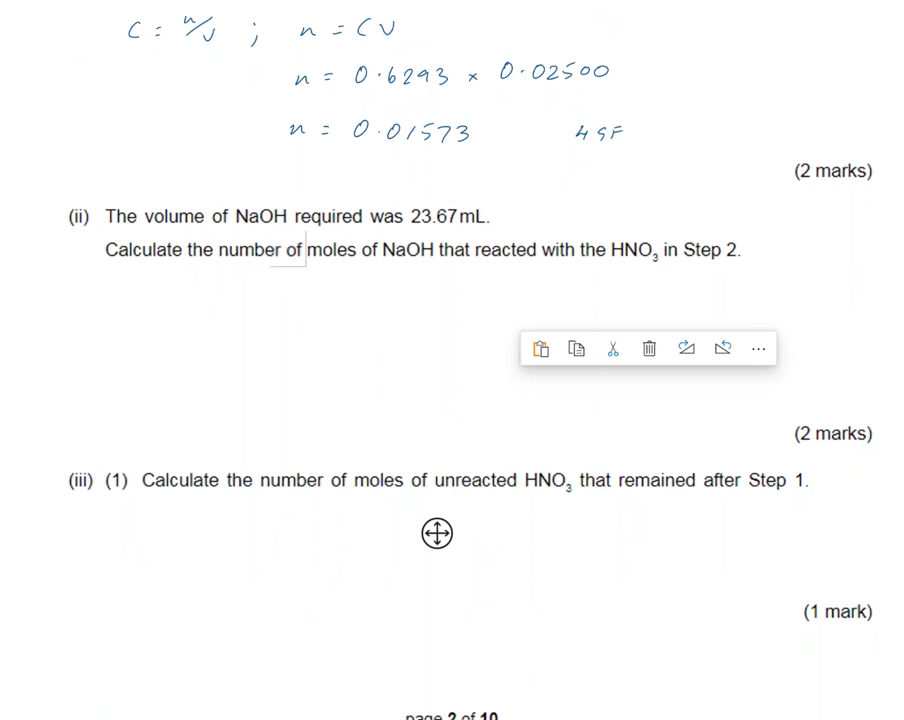 C = n/V ; n = CV
n = 0.6293 × 0.02500
n = 0.01573 4 SF
(2 marks)
(ii) The volume of NaOH required was 23.67 mL.
Calculate the number of moles of NaOH that reacted with the HNO₃ in Step 2.
(2 marks)
(iii) (1) Calculate the number of moles of unreacted HNO₃ that remained after Step 1.
(1 mark)
page 2 of 10